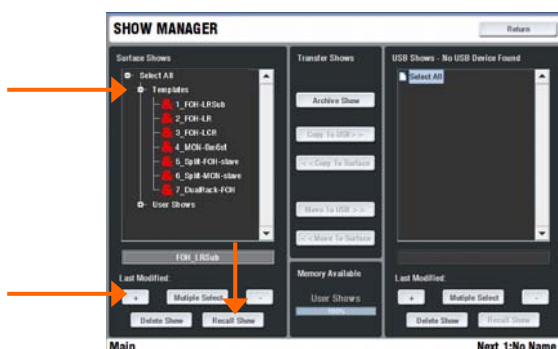 SHOW MANAGER
Return
Surface Shows
Select All
Templates
1_FOH-LRSub
2_FOH-LR
3_FOH-LCR
4_MON-8m6st
5_Split-FOH-slave
6_Split-MON-slave
7_DualRack-FOH
User Shows
FOH_LRSub
Last Modified:
+
Mutiple Select
-
Delete Show
Recall Show
Transfer Shows
Archive Show
Copy To USB> >
< <Copy To Surface
Move To USB > >
< <Move To Surface
Memory Available
User Shows
100%
USB Shows - No USB Device Found
Select All
Last Modified:
+
Mutiple Select
-
Delete Show
Recall Show
Main
Next 1:No Name